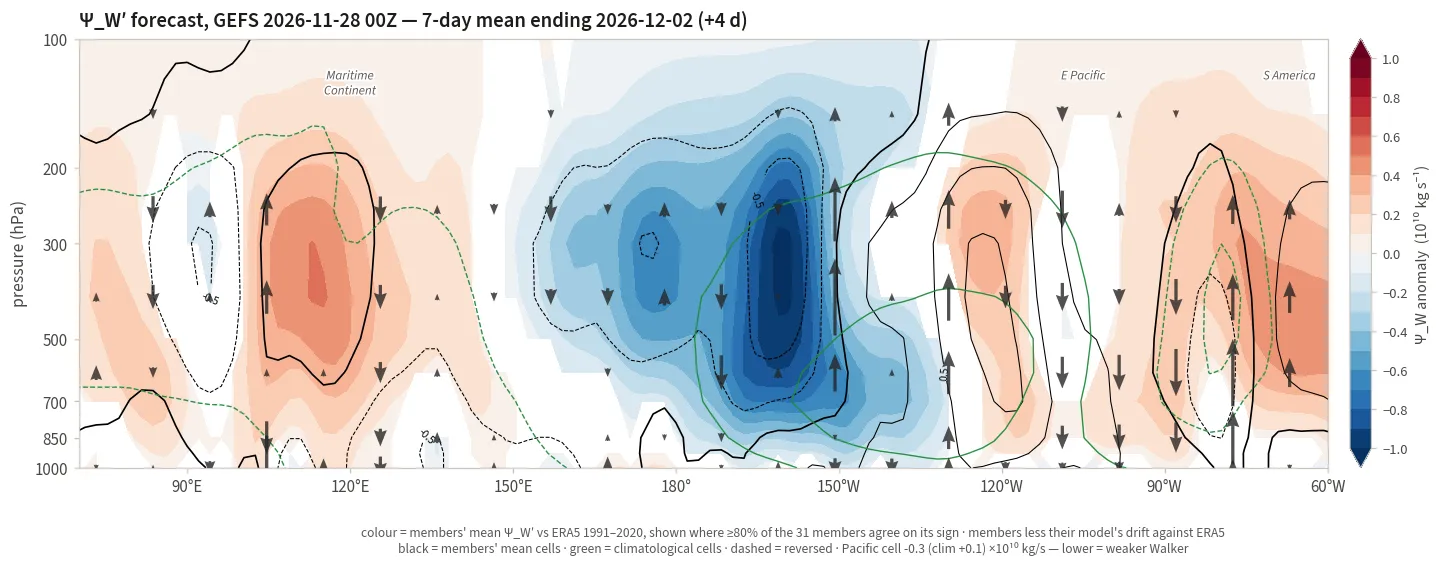 Ψ_W′ forecast, GEFS 2026-11-28 00Z — 7-day mean ending 2026-12-02 (+4 d)
100
200
300
400
500
700
850
1000
pressure (hPa)
Maritime
Continent
E Pacific
S America
-0.5
-0.5
-0.5
0.5
90°E
120°E
150°E
180°
150°W
120°W
90°W
60°W
1.0
0.8
0.6
0.4
0.2
0.0
−0.2
−0.4
−0.6
−0.8
−1.0
Ψ_W anomaly (10¹⁰ kg s⁻¹)
colour = members' mean Ψ_W′ vs ERA5 1991–2020, shown where ≥80% of the 31 members agree on its sign · members less their model's drift against ERA5
black = members' mean cells · green = climatological cells · dashed = reversed · Pacific cell -0.3 (clim +0.1) ×10¹⁰ kg/s — lower = weaker Walker